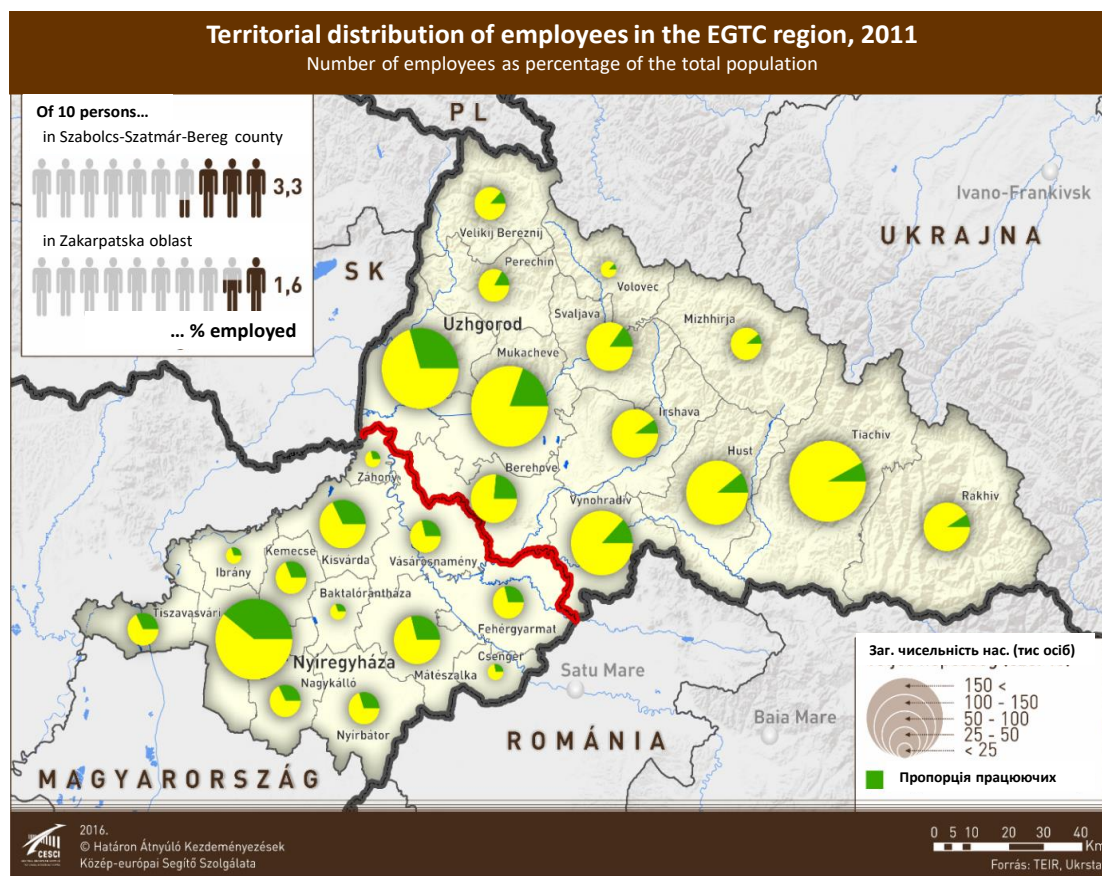 Territorial distribution of employees in the EGTC region, 2011
Number of employees as percentage of the total population
Of 10 persons…
in Szabolcs-Szatmár-Bereg county
3,3
in Zakarpatska oblast
1,6
… % employed
PL
SK
UKRAJNA
Ivano-Frankivsk
Velikij Bereznij
Perechin
Volovec
Svaljava
Mizhhirja
Uzhgorod
Mukacheve
Irshava
Hust
Tiachiv
Rakhiv
Berehove
Vynohradiv
Záhony
Kisvárda
Vásárosnamény
Kemecse
Ibrány
Baktalórántháza
Tiszavasvári
Fehérgyarmat
Nyíregyháza
Mátészalka
Csenger
Nagykálló
Nyírbátor
Satu Mare
Baia Mare
ROMÁNIA
MAGYARORSZÁG
Заг. чисельність нас. (тис осіб)
150 <
100 - 150
50 - 100
25 - 50
< 25
Пропорція працюючих
CESCI
2016.
© Határon Átnyúló Kezdeményezések
Közép-európai Segítő Szolgálata
0 5 10 20 30 40
Km
Forrás: TEIR, Ukrsta